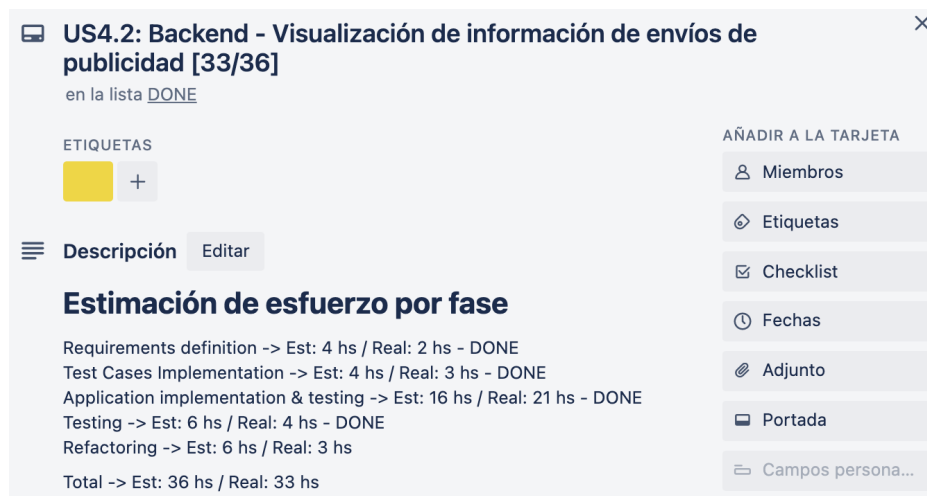 US4.2: Backend - Visualización de información de envíos de
publicidad [33/36]
en la lista DONE
ETIQUETAS
+
Descripción
Editar
Estimación de esfuerzo por fase
Requirements definition -> Est: 4 hs / Real: 2 hs - DONE
Test Cases Implementation -> Est: 4 hs / Real: 3 hs - DONE
Application implementation & testing -> Est: 16 hs / Real: 21 hs - DONE
Testing -> Est: 6 hs / Real: 4 hs - DONE
Refactoring -> Est: 6 hs / Real: 3 hs
Total -> Est: 36 hs / Real: 33 hs
AÑADIR A LA TARJETA
Miembros
Etiquetas
Checklist
Fechas
Adjunto
Portada
Campos persona...